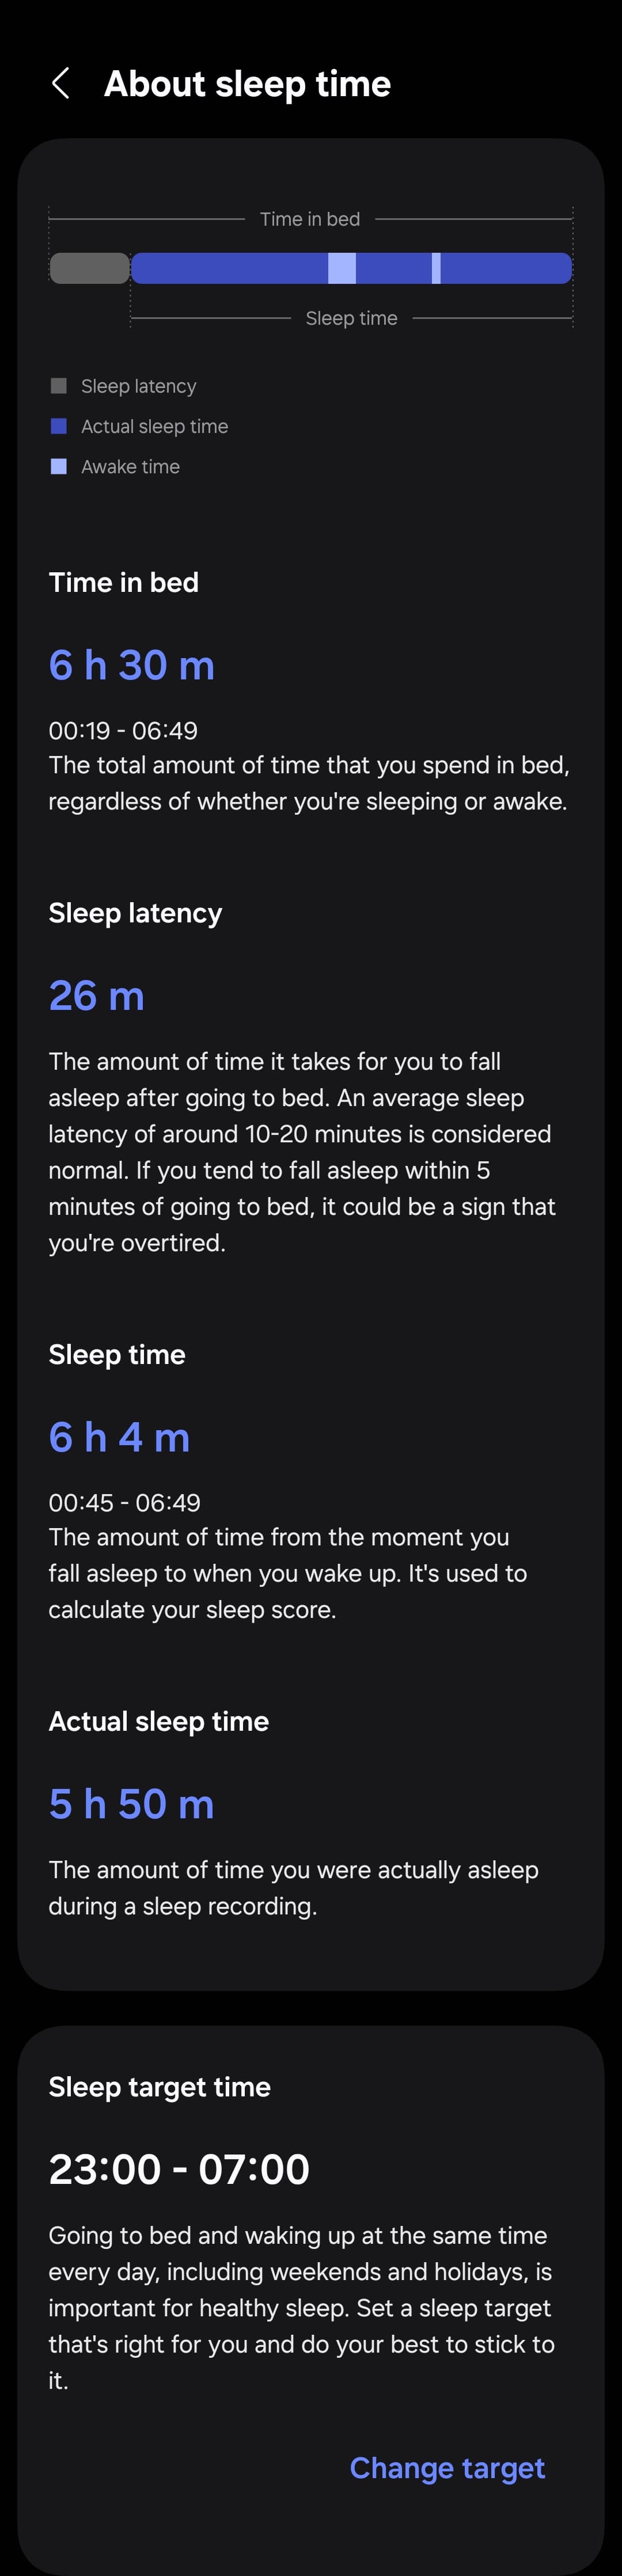 About sleep time
Time in bed
Sleep time
Sleep latency
Actual sleep time
Awake time
Time in bed
6 h 30 m
00:19 - 06:49
The total amount of time that you spend in bed,
regardless of whether you're sleeping or awake.
Sleep latency
26 m
The amount of time it takes for you to fall
asleep after going to bed. An average sleep
latency of around 10-20 minutes is considered
normal. If you tend to fall asleep within 5
minutes of going to bed, it could be a sign that
you're overtired.
Sleep time
6 h 4 m
00:45 - 06:49
The amount of time from the moment you
fall asleep to when you wake up. It's used to
calculate your sleep score.
Actual sleep time
5 h 50 m
The amount of time you were actually asleep
during a sleep recording.
Sleep target time
23:00 - 07:00
Going to bed and waking up at the same time
every day, including weekends and holidays, is
important for healthy sleep. Set a sleep target
that's right for you and do your best to stick to
it.
Change target